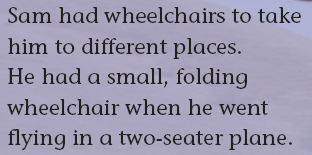 Sam had wheelchairs to take
him to different places.
He had a small, folding
wheelchair when he went
flying in a two-seater plane.